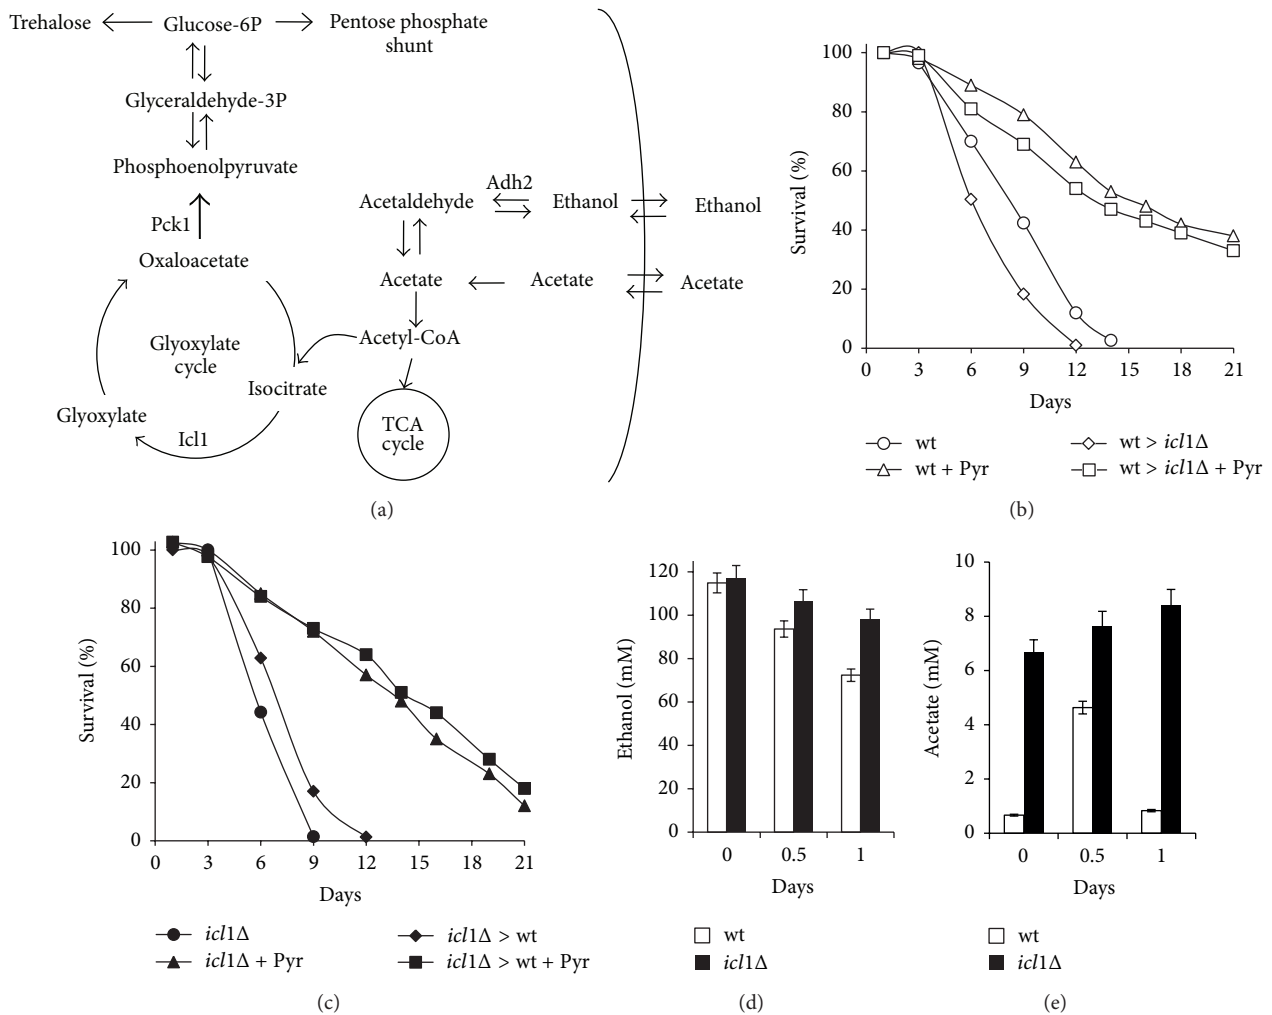 Trehalose
Glucose-6P
Pentose phosphate
shunt
Glyceraldehyde-3P
Phosphoenolpyruvate
Pck1
Oxaloacetate
Glyoxylate
cycle
Isocitrate
Glyoxylate
Icl1
Acetaldehyde
Adh2
Ethanol
Ethanol
Acetate
Acetate
Acetate
Acetyl-CoA
TCA
cycle
(a)
Survival (%)
100
80
60
40
20
0
0 3 6 9 12 15 18 21
Days
wt
wt > icl1Δ
wt + Pyr
wt > icl1Δ + Pyr
(b)
Survival (%)
100
80
60
40
20
0
0 3 6 9 12 15 18 21
Days
icl1Δ
icl1Δ > wt
icl1Δ + Pyr
icl1Δ > wt + Pyr
(c)
Ethanol (mM)
120
100
80
60
40
20
0
0 0.5 1
Days
wt
icl1Δ
(d)
Acetate (mM)
10
8
6
4
2
0
0 0.5 1
Days
wt
icl1Δ
(e)